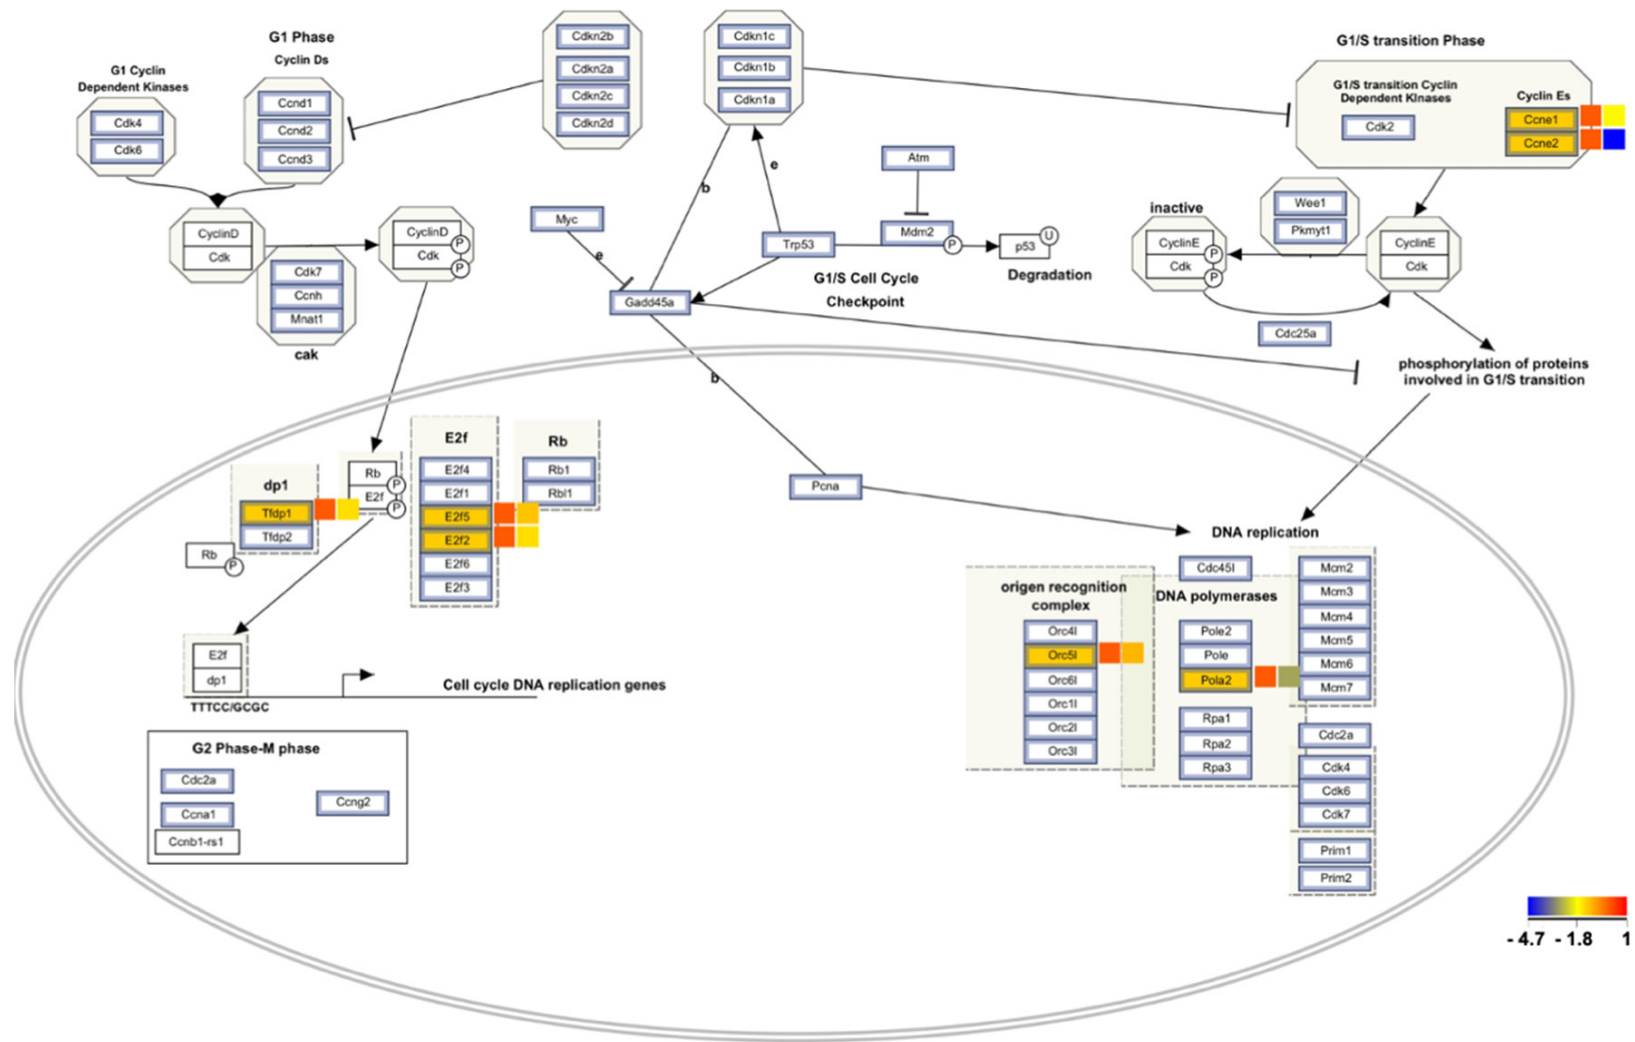 G1 Phase
Cyclin Ds
G1 Cyclin
Dependent Kinases
Cdk4
Cdk6
Ccnd1
Ccnd2
Ccnd3
Cdkn2b
Cdkn2a
Cdkn2c
Cdkn2d
Cdkn1c
Cdkn1b
Cdkn1a
G1/S transition Phase
G1/S transition Cyclin
Dependent KInases
Cdk2
Cyclin Es
Ccne1
Ccne2
CyclinD
Cdk
CyclinD
Cdk
P
P
Cdk7
Ccnh
Mnat1
cak
Myc
e
b
e
Atm
Mdm2
Trp53
P
p53
U
Degradation
G1/S Cell Cycle
Checkpoint
Gadd45a
b
inactive
CyclinE
Cdk
P
P
Wee1
Pkmyt1
CyclinE
Cdk
Cdc25a
phosphorylation of proteins
involved in G1/S transition
dp1
Tfdp1
Tfdp2
Rb
P
Rb
E2f
P
P
E2f
E2f4
E2f1
E2f5
E2f2
E2f6
E2f3
Rb
Rb1
Rbl1
Pcna
DNA replication
E2f
dp1
TTTCC/GCGC
Cell cycle DNA replication genes
G2 Phase-M phase
Cdc2a
Ccna1
Ccnb1-rs1
Ccng2
origen recognition
complex
Orc4l
Orc5l
Orc6l
Orc1l
Orc2l
Orc3l
Cdc45l
DNA polymerases
Pole2
Pole
Pola2
Rpa1
Rpa2
Rpa3
Mcm2
Mcm3
Mcm4
Mcm5
Mcm6
Mcm7
Cdc2a
Cdk4
Cdk6
Cdk7
Prim1
Prim2
- 4.7 - 1.8 1